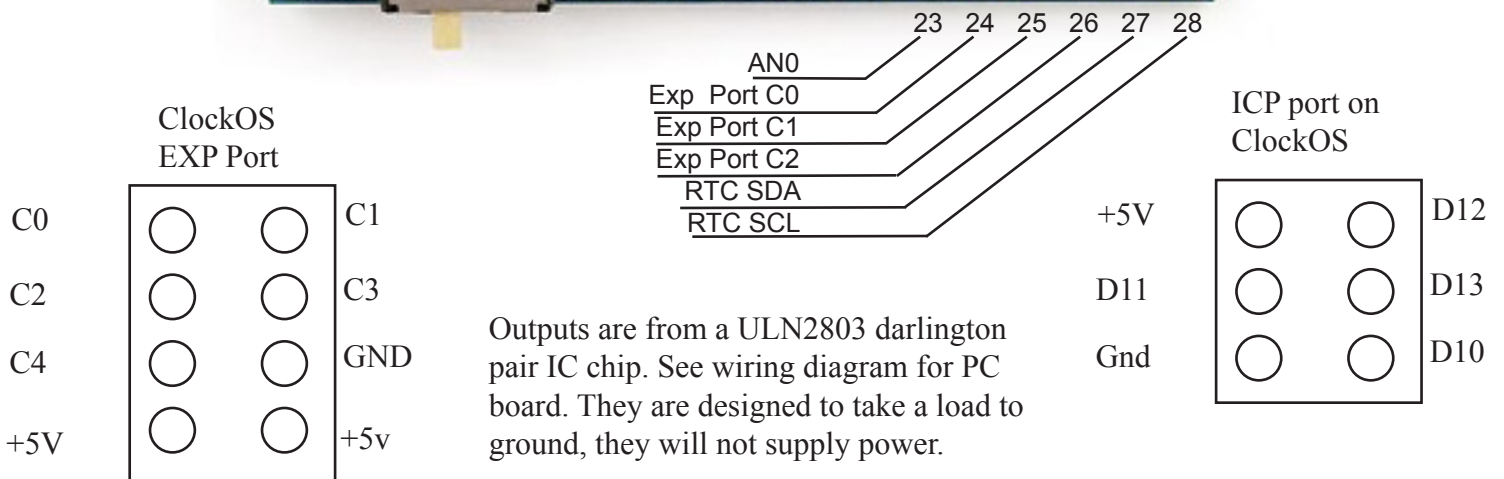 23 24 25 26 27 28
AN0
Exp Port C0
Exp Port C1
Exp Port C2
RTC SDA
RTC SCL
ClockOS
EXP Port
C0
C1
C2
C3
C4
GND
+5V
+5v
Outputs are from a ULN2803 darlington
pair IC chip. See wiring diagram for PC
board. They are designed to take a load to
ground, they will not supply power.
ICP port on
ClockOS
+5V
D12
D11
D13
Gnd
D10